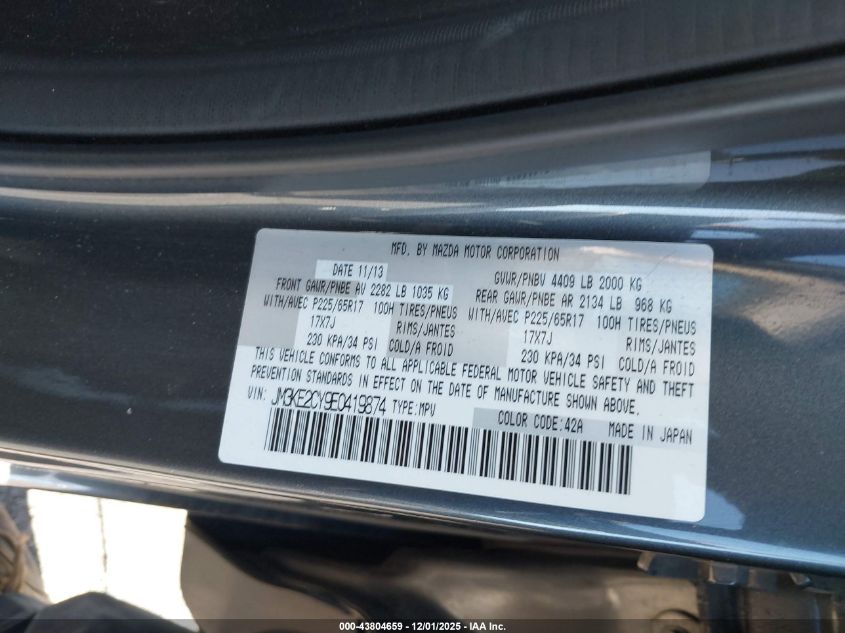 MFD. BY MAZDA MOTOR CORPORATION
DATE 11/13 GVWR/PNBV 4409 LB 2000 KG
FRONT GAWR/PNBE AV 2282 LB 1035 KG REAR GAWR/PNBE AR 2134 LB 968 KG
WITH/AVEC P225/65R17 100H TIRES/PNEUS WITH/AVEC P225/65R17 100H TIRES/PNEUS
17X7J RIMS/JANTES 17X7J RIMS/JANTES
230 KPA/34 PSI COLD/A FROID 230 KPA/34 PSI COLD/A FROID
THIS VEHICLE CONFORMS TO ALL APPLICABLE FEDERAL MOTOR VEHICLE SAFETY AND THEFT
PREVENTION STANDARDS IN EFFECT ON THE DATE OF MANUFACTURE SHOWN ABOVE.
VIN: JM3KE2CY9E0419874 TYPE:MPV COLOR CODE:42A MADE IN JAPAN
000-43804659 - 12/01/2025 - IAA Inc.